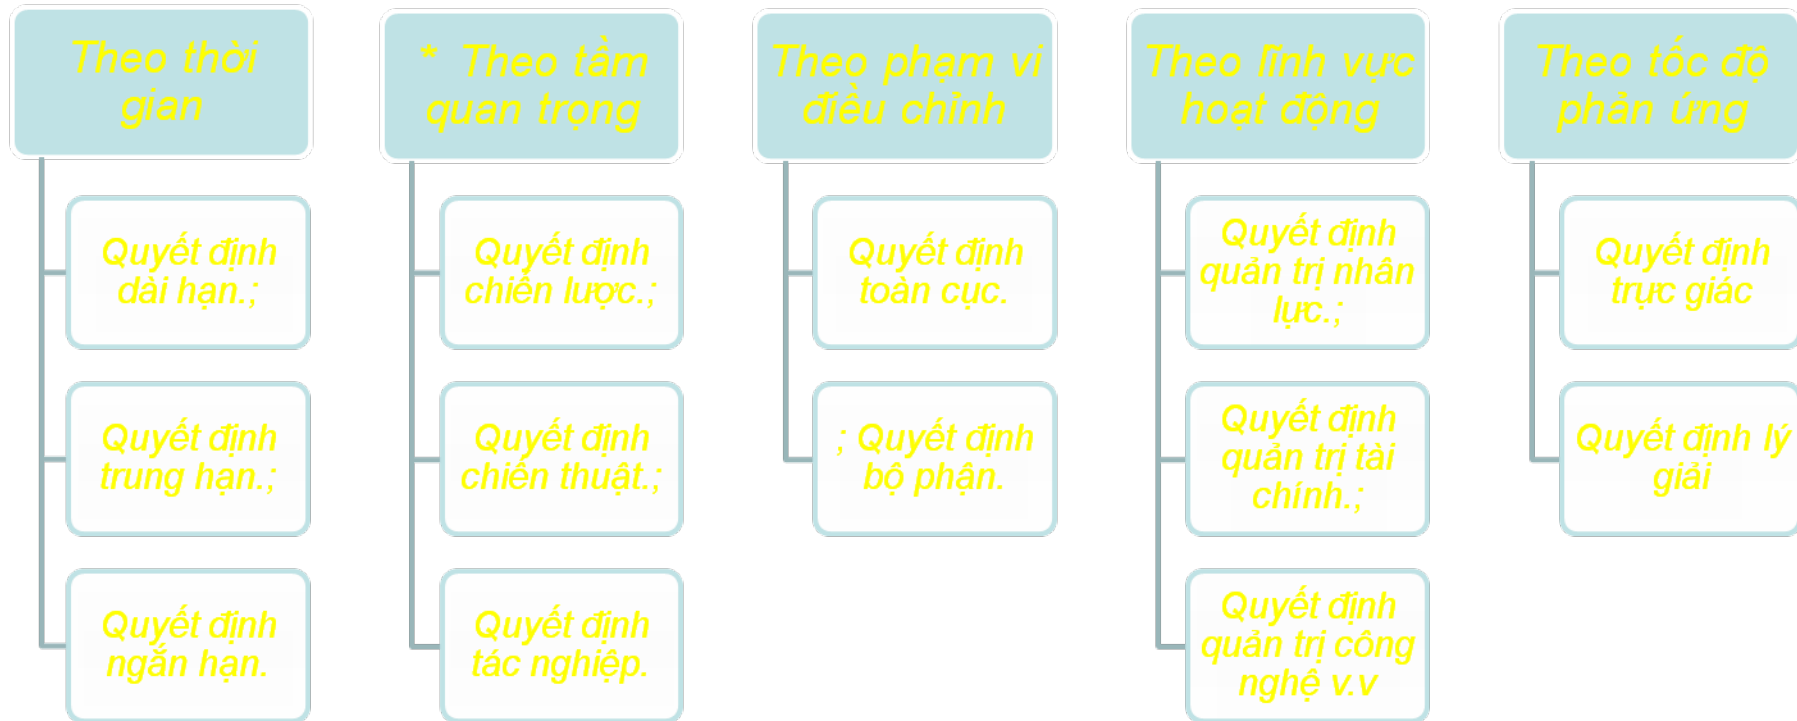 Theo thời
gian
Quyết định
dài hạn.;
Quyết định
trung hạn.;
Quyết định
ngắn hạn.
* Theo tầm
quan trọng
Quyết định
chiến lược.;
Quyết định
chiến thuật.;
Quyết định
tác nghiệp.
Theo phạm vi
điều chỉnh
Quyết định
toàn cục.
; Quyết định
bộ phận.
Theo lĩnh vực
hoạt động
Quyết định
quản trị nhân
lực.;
Quyết định
quản trị tài
chính.;
Quyết định
quản trị công
nghệ v.v
Theo tốc độ
phản ứng
Quyết định
trực giác
Quyết định lý
giải